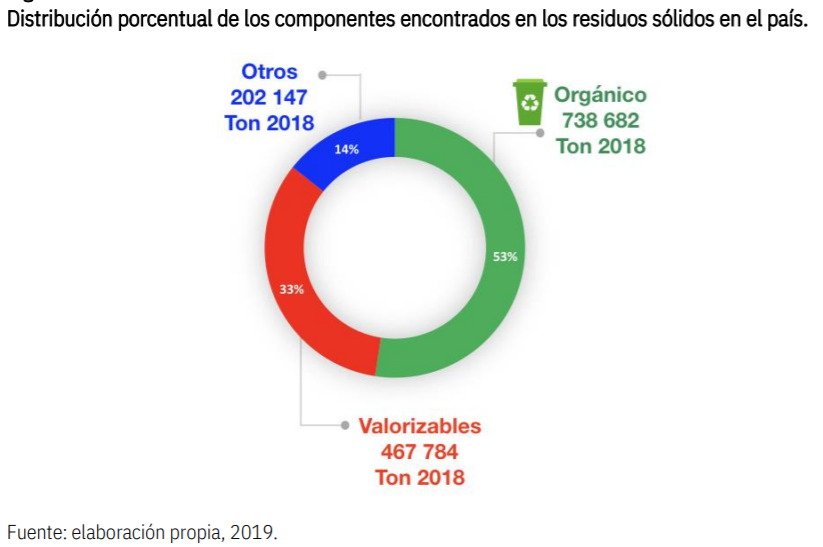 Distribución porcentual de los componentes encontrados en los residuos sólidos en el país.
Otros
202 147
Ton 2018
Orgánico
738 682
Ton 2018
14%
53%
33%
Valorizables
467 784
Ton 2018
Fuente: elaboración propia, 2019.